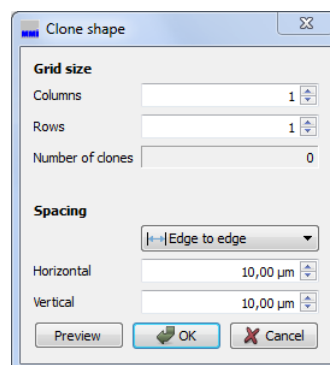 MMI Clone shape
Grid size
Columns 1
Rows 1
Number of clones 0
Spacing
Edge to edge
Horizontal 10,00 µm
Vertical 10,00 µm
Preview OK Cancel